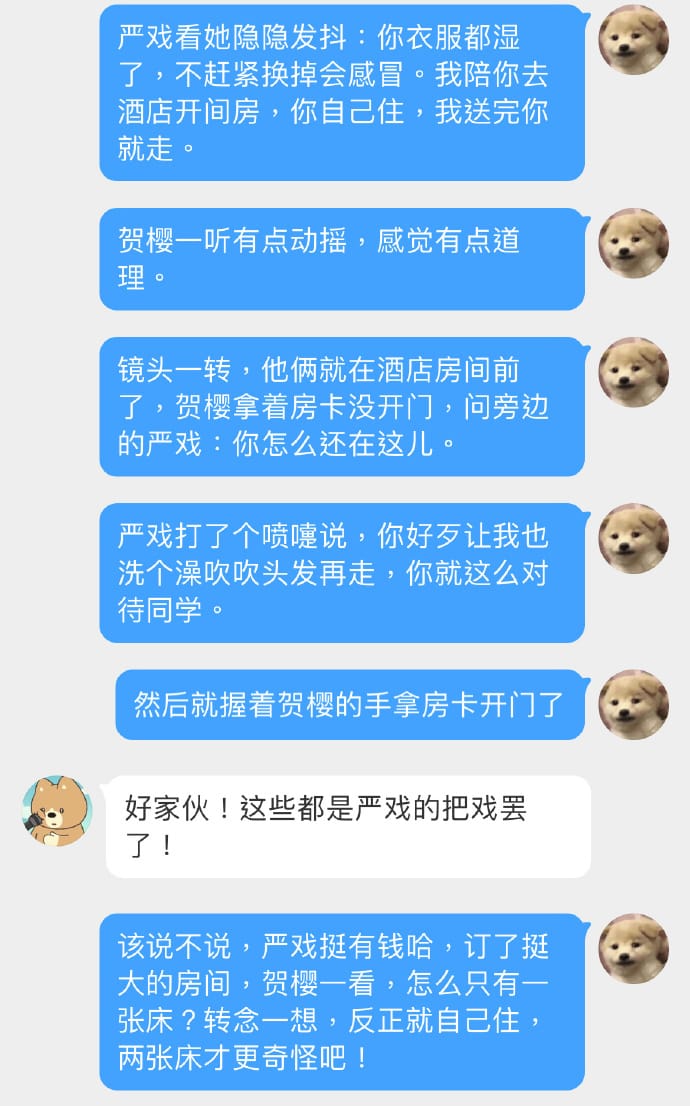 严戏看她隐隐发抖：你衣服都湿
了，不赶紧换掉会感冒。我陪你去
酒店开间房，你自己住，我送完你
就走。
贺樱一听有点动摇，感觉有点道
理。
镜头一转，他俩就在酒店房间前
了，贺樱拿着房卡没开门，问旁边
的严戏：你怎么还在这儿。
严戏打了个喷嚏说，你好歹让我也
洗个澡吹吹头发再走，你就这么对
待同学。
然后就握着贺樱的手拿房卡开门了
好家伙！这些都是严戏的把戏罢
了！
该说不说，严戏挺有钱哈，订了挺
大的房间，贺樱一看，怎么只有一
张床？转念一想，反正就自己住，
两张床才更奇怪吧！